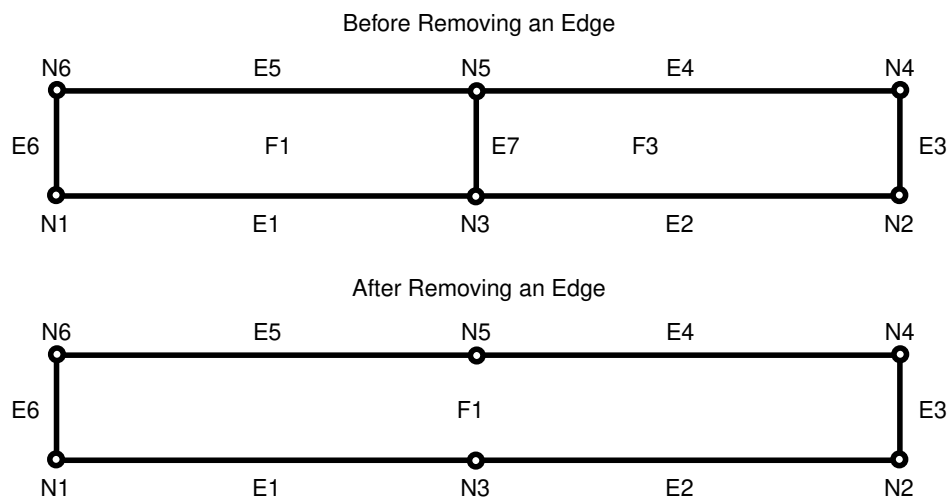 Before Removing an Edge
N6 E5 N5 E4 N4
E6 F1 E7 F3 E3
N1 E1 N3 E2 N2
After Removing an Edge
N6 E5 N5 E4 N4
E6 F1 E3
N1 E1 N3 E2 N2